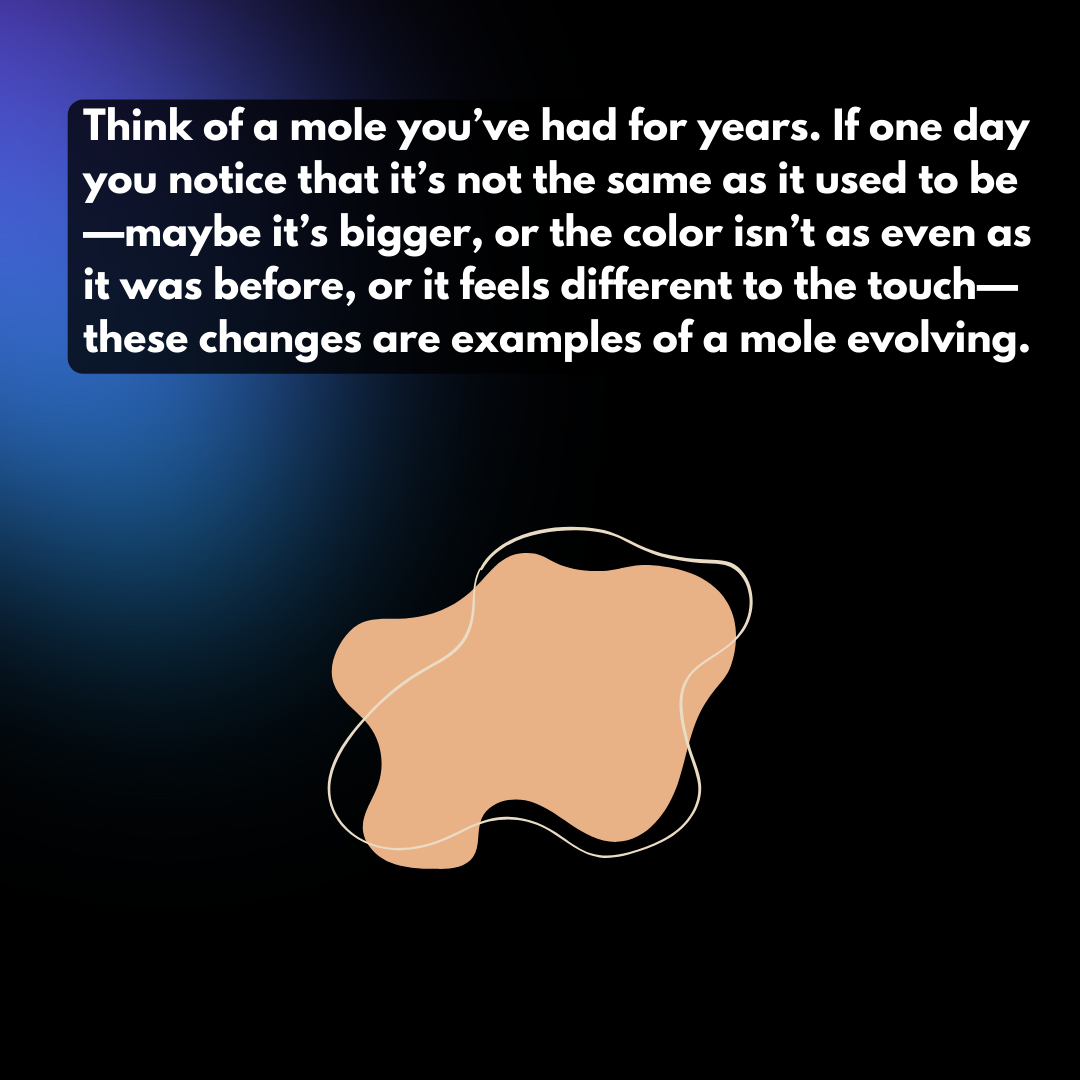 Think of a mole you’ve had for years. If one day
you notice that it’s not the same as it used to be
—maybe it’s bigger, or the color isn’t as even as
it was before, or it feels different to the touch—
these changes are examples of a mole evolving.